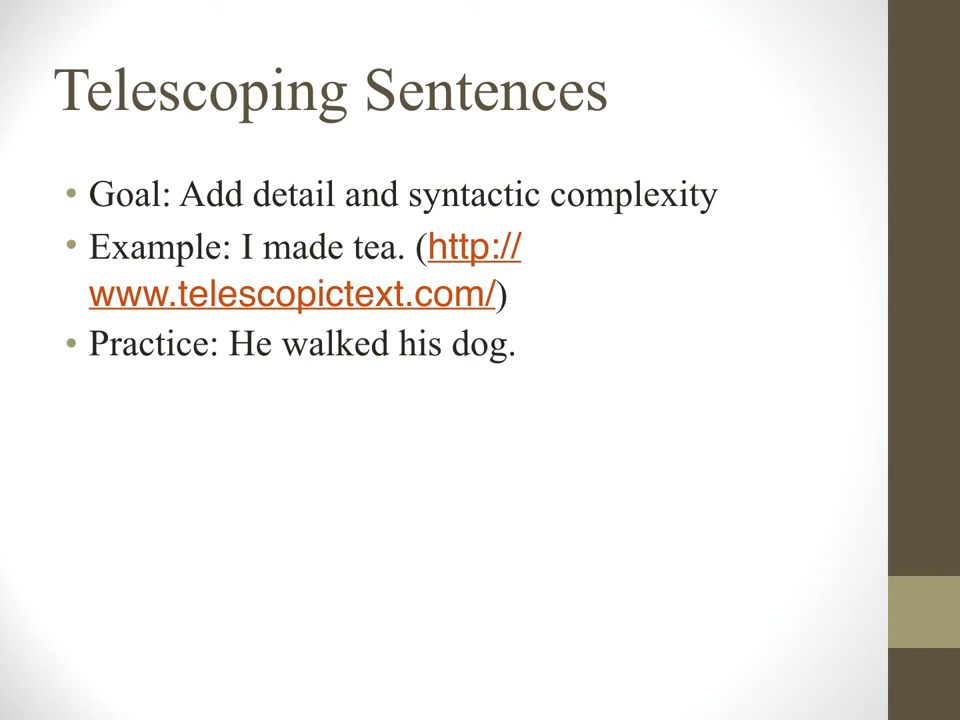 Telescoping Sentences
• Goal: Add detail and syntactic complexity
• Example: I made tea. (http://
www.telescopictext.com/)
• Practice: He walked his dog.